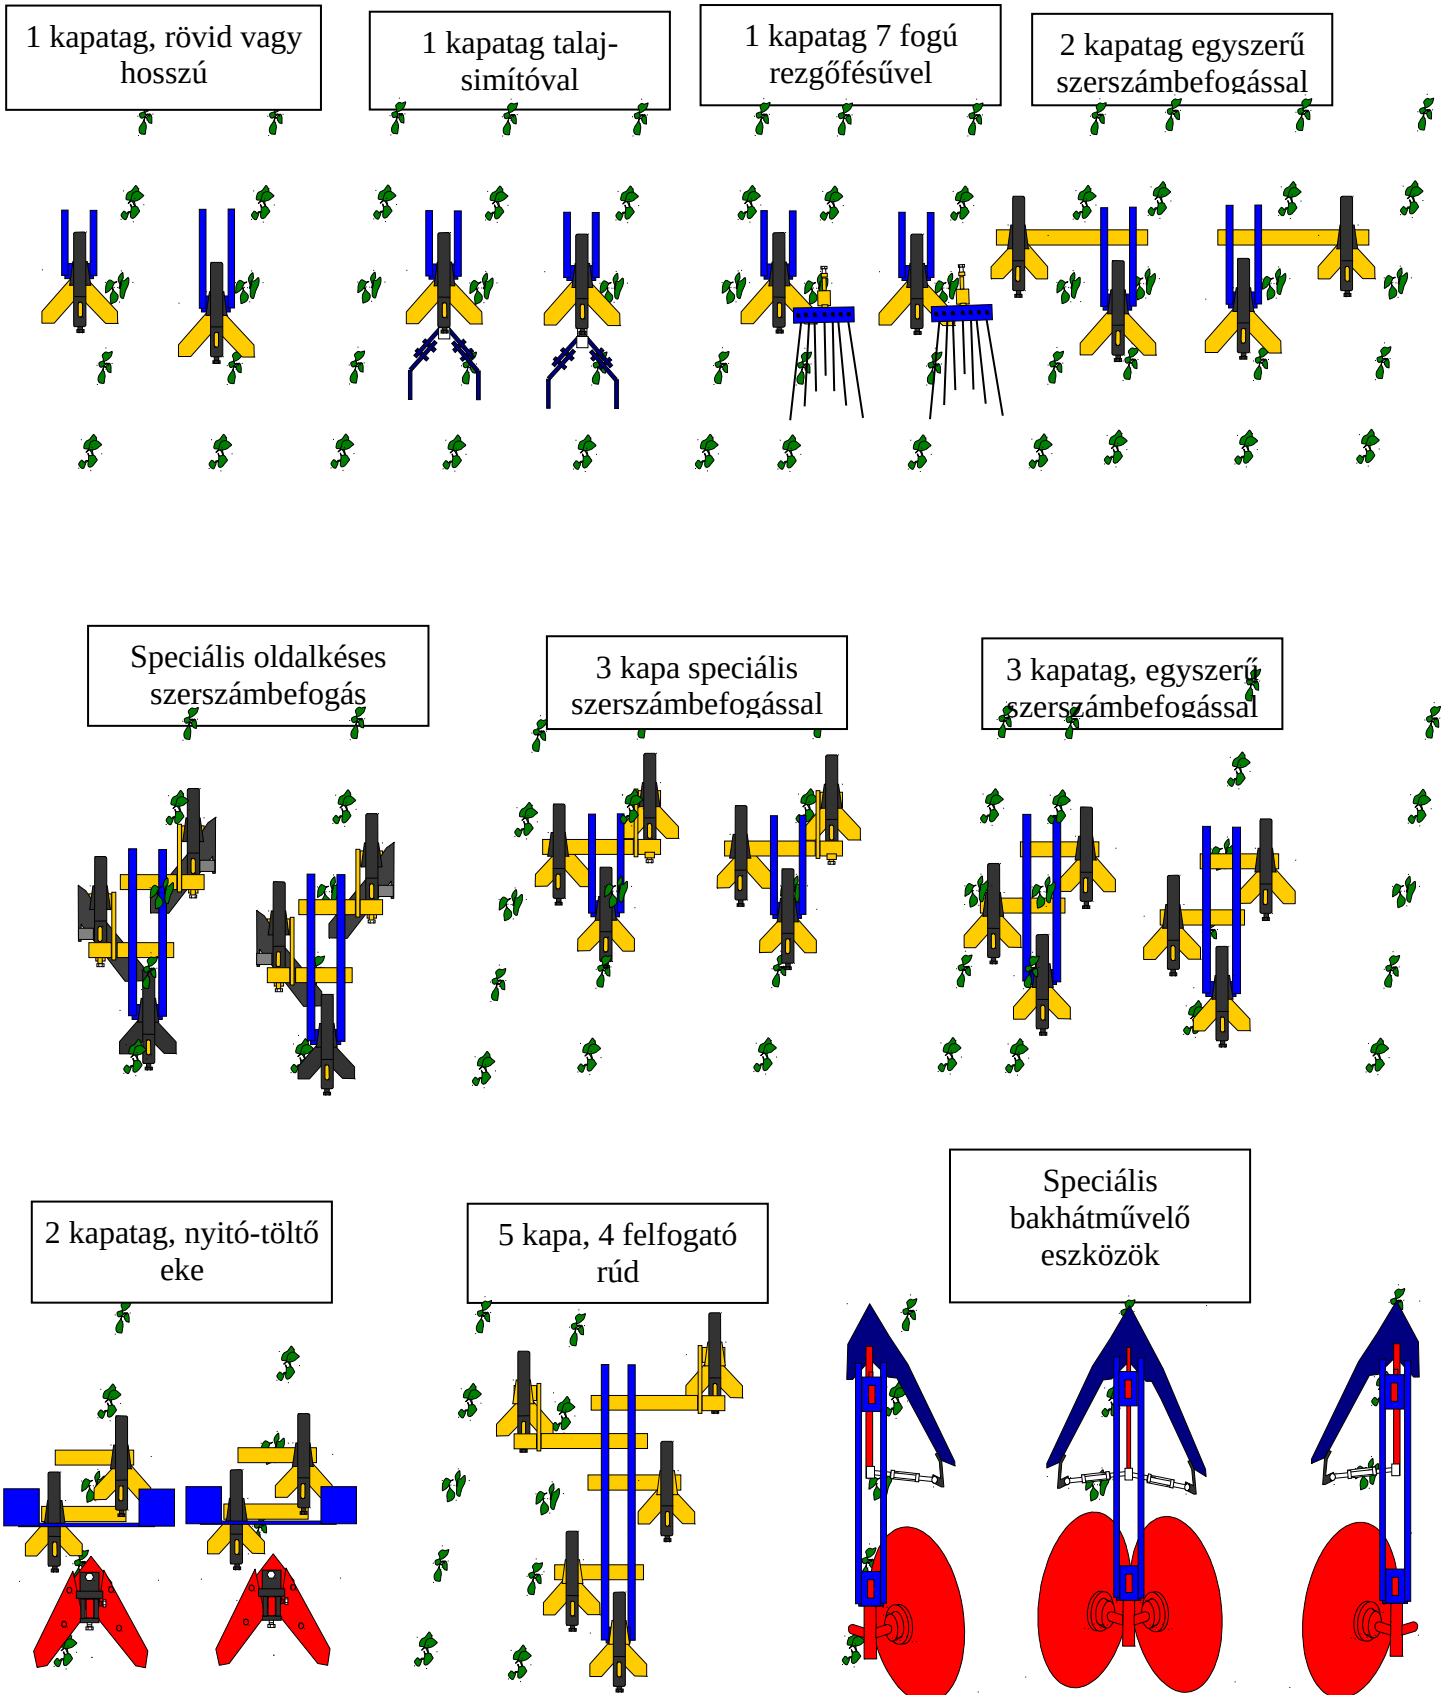 1 kapatag, rövid vagy
hosszú
1 kapatag talaj-
simítóval
1 kapatag 7 fogú
rezgőfésűvel
2 kapatag egyszerű
szerszámbefogással
Speciális oldalkéses
szerszámbefogás
3 kapa speciális
szerszámbefogással
3 kapatag, egyszerű
szerszámbefogással
2 kapatag, nyitó-töltő
eke
5 kapa, 4 felfogató
rúd
Speciális
bakhátművelő
eszközök